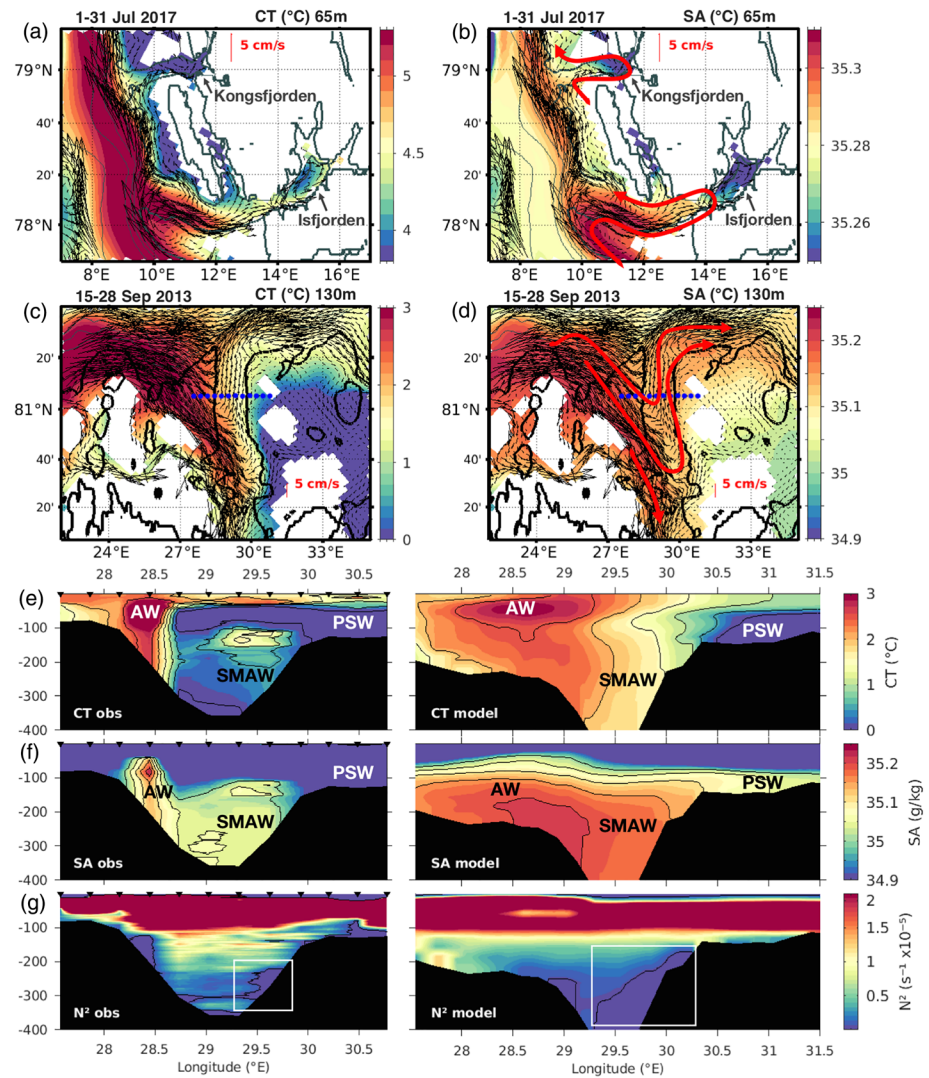 1-31 Jul 2017 CT (°C) 65m
1-31 Jul 2017 SA (°C) 65m
(a)
(b)
5 cm/s
5 cm/s
79°N
40'
20'
78°N
Kongsfjorden
Isfjorden
8°E 10°E 12°E 14°E 16°E
5
4.5
4
79°N
40'
20'
78°N
Kongsfjorden
Isfjorden
8°E 10°E 12°E 14°E 16°E
35.3
35.28
35.26
15-28 Sep 2013 CT (°C) 130m
15-28 Sep 2013 SA (°C) 130m
(c)
(d)
20'
81°N
40'
20'
5 cm/s
24°E 27°E 30°E 33°E
3
2
1
0
20'
81°N
40'
20'
5 cm/s
24°E 27°E 30°E 33°E
35.2
35.1
35
34.9
28 28.5 29 29.5 30 30.5
28 28.5 29 29.5 30 30.5 31 31.5
(e)
-100
-200
-300
-400
AW
PSW
SMAW
CT obs
AW
PSW
SMAW
CT model
3
2
1
0
CT (°C)
(f)
-100
-200
-300
-400
AW
PSW
SMAW
SA obs
AW
PSW
SMAW
SA model
35.2
35.1
35
34.9
SA (g/kg)
(g)
-100
-200
-300
-400
N² obs
N² model
2
1.5
1
0.5
N² (s⁻¹ x10⁻⁵)
28 28.5 29 29.5 30 30.5
28 28.5 29 29.5 30 30.5 31 31.5
Longitude (°E)
Longitude (°E)